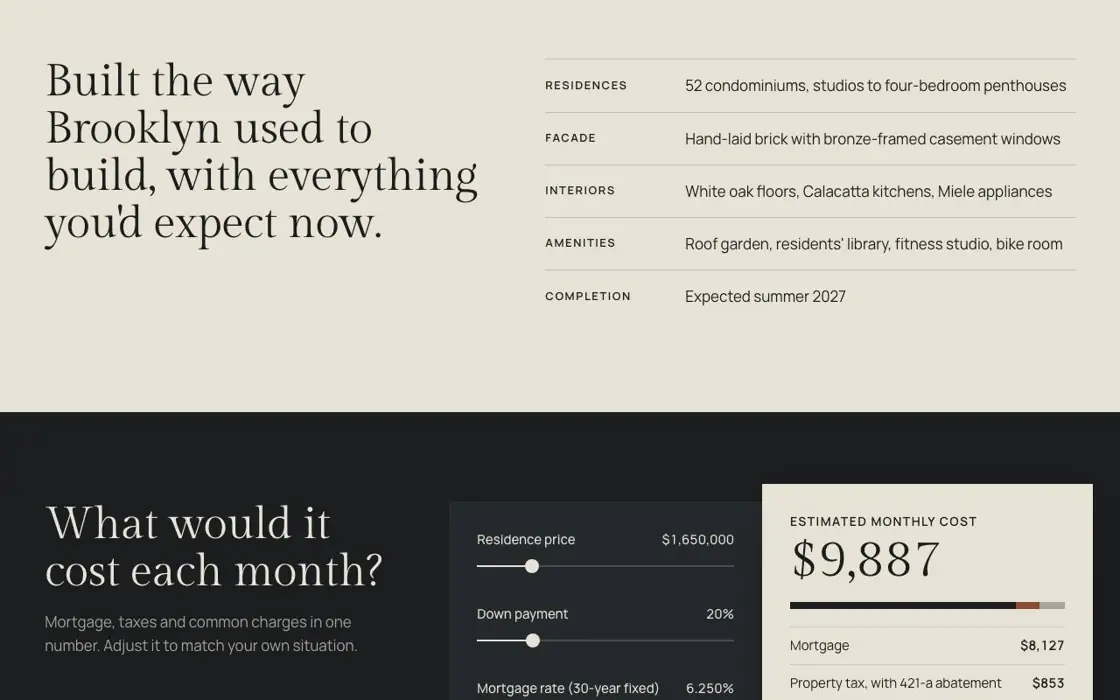 Built the way
Brooklyn used to
build, with everything
you'd expect now.
RESIDENCES 52 condominiums, studios to four-bedroom penthouses
FACADE Hand-laid brick with bronze-framed casement windows
INTERIORS White oak floors, Calacatta kitchens, Miele appliances
AMENITIES Roof garden, residents' library, fitness studio, bike room
COMPLETION Expected summer 2027
What would it
cost each month?
Mortgage, taxes and common charges in one
number. Adjust it to match your own situation.
Residence price $1,650,000
Down payment 20%
Mortgage rate (30-year fixed) 6.250%
ESTIMATED MONTHLY COST
$9,887
Mortgage $8,127
Property tax, with 421-a abatement $853